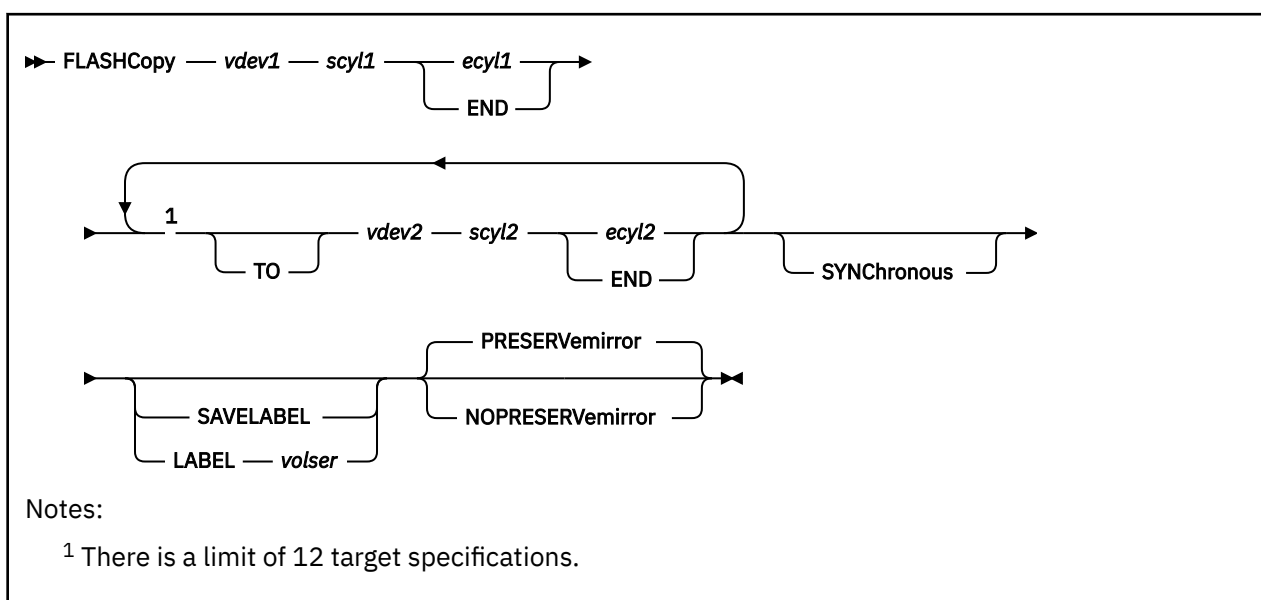 FLASHCopy vdev1 scyl1 ecyl1
END
1
TO vdev2 scyl2 ecyl2
END
SYNChronous
PRESERVemirror
SAVELABEL NOPRESERVemirror
LABEL volser
Notes:
1 There is a limit of 12 target specifications.